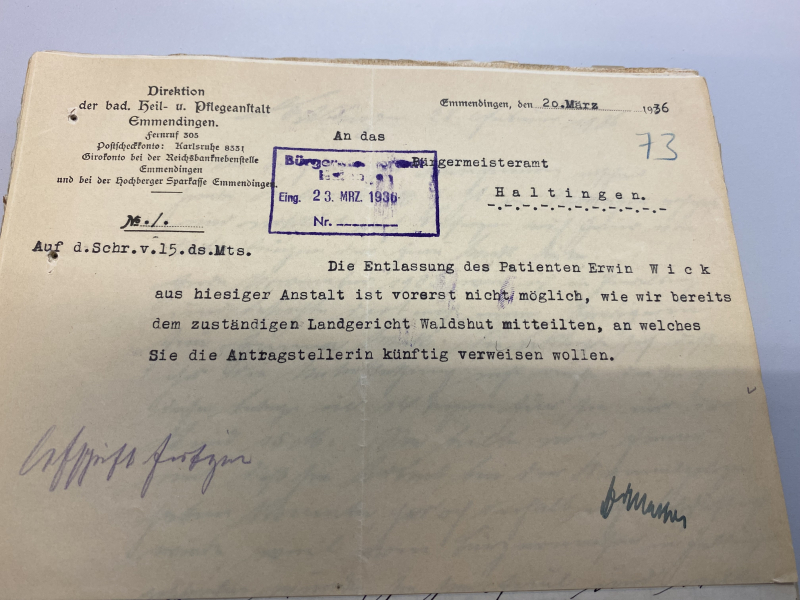 Direktion
der bad. Heil- u. Pflegeanstalt
Emmendingen.
Fernruf 305
Postscheckkonto: Karlsruhe 8531
Girokonto bei der Reichsbanknebenstelle
Emmendingen
und bei der Hochberger Sparkasse Emmendingen.
Emmendingen, den 20.März 1936
73
An das
Bürgermeisteramt
Haltingen.
Eing. 23. MRZ. 1936
Nr.
No./.
Auf d.Schr.v.15.ds.Mts.
Die Entlassung des Patienten Erwin Wick
aus hiesiger Anstalt ist vorerst nicht möglich, wie wir bereits
dem zuständigen Landgericht Waldshut mitteilten, an welches
Sie die Antragstellerin künftig verweisen wollen.